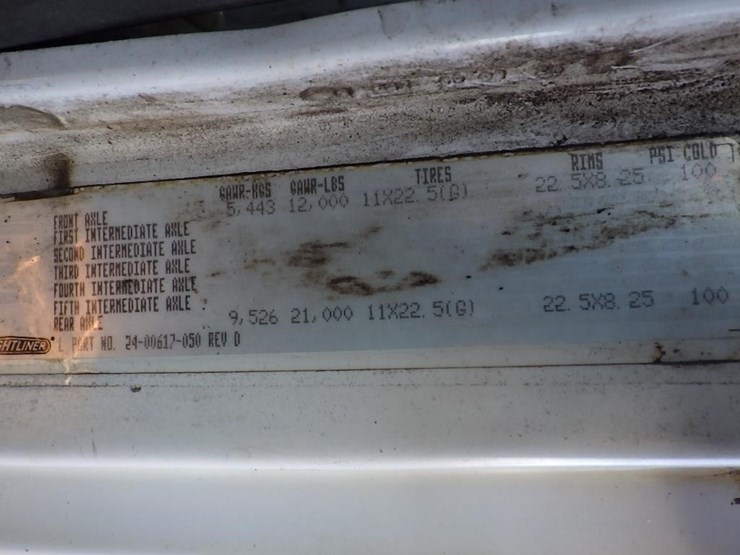 GAWR-KGS GAWR-LBS TIRES RIMS PSI-COLD
FRONT AXLE 5,443 12,000 11X22.5(G) 22.5X8.25 100
FIRST INTERMEDIATE AXLE
SECOND INTERMEDIATE AXLE
THIRD INTERMEDIATE AXLE
FOURTH INTERMEDIATE AXLE
FIFTH INTERMEDIATE AXLE
REAR AXLE 9,526 21,000 11X22.5(G) 22.5X8.25 100
GHTLINER PART NO. 24-00617-050 REV D